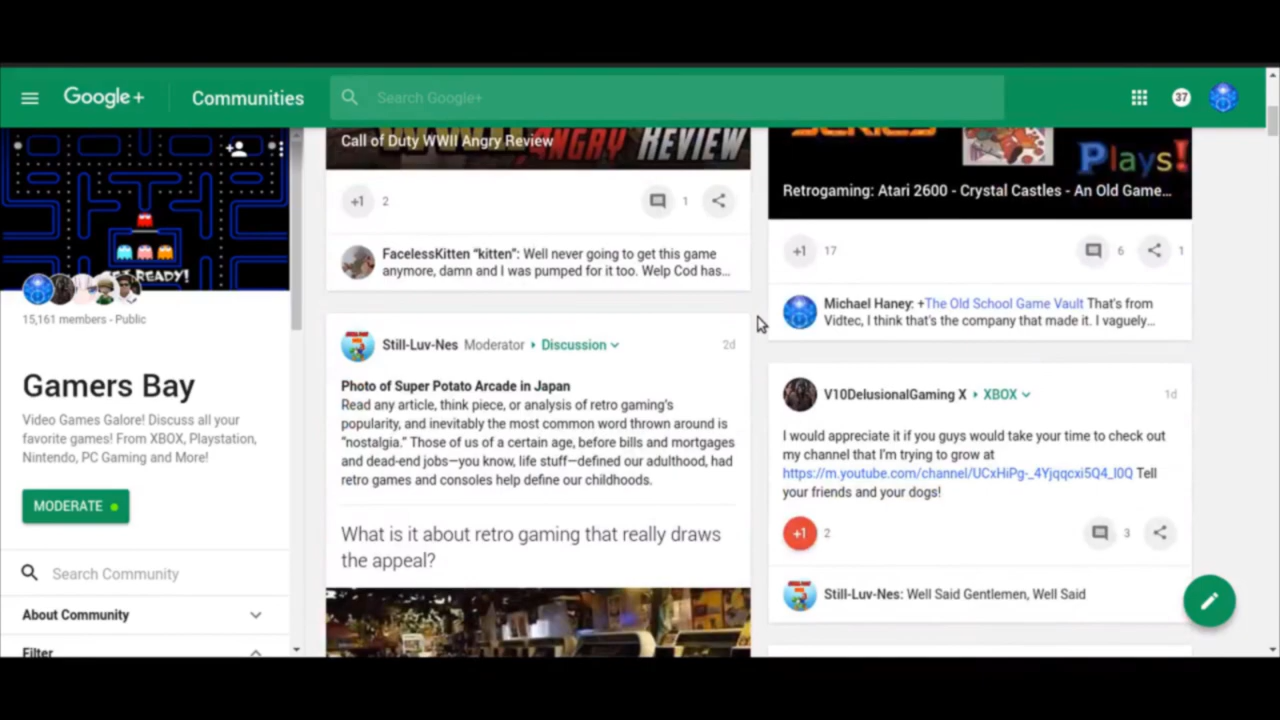 Google+
Communities
Search Google+
37
GET READY!
15,161 members - Public
Gamers Bay
Video Games Galore! Discuss all your
favorite games! From XBOX, Playstation,
Nintendo, PC Gaming and More!
MODERATE
Search Community
About Community
Filter
ANGRY REVIEW
Call of Duty WWII Angry Review
+1 2
1
FacelessKitten “kitten”: Well never going to get this game
anymore, damn and I was pumped for it too. Welp Cod has...
Still-Luv-Nes Moderator Discussion 2d
Photo of Super Potato Arcade in Japan
Read any article, think piece, or analysis of retro gaming’s
popularity, and inevitably the most common word thrown around is
“nostalgia.” Those of us of a certain age, before bills and mortgages
and dead-end jobs—you know, life stuff—defined our adulthood, had
retro games and consoles help define our childhoods.
What is it about retro gaming that really draws
the appeal?
SERIES
Plays!
Retrogaming: Atari 2600 - Crystal Castles - An Old Game...
+1 17
6
1
Michael Haney: +The Old School Game Vault That's from
Vidtec, I think that's the company that made it. I vaguely...
V10DelusionalGaming X XBOX 1d
I would appreciate it if you guys would take your time to check out
my channel that I'm trying to grow at
https://m.youtube.com/channel/UCxHiPg-_4Yjqqcxi5Q4_I0Q Tell
your friends and your dogs!
+1 2
3
Still-Luv-Nes: Well Said Gentlemen, Well Said